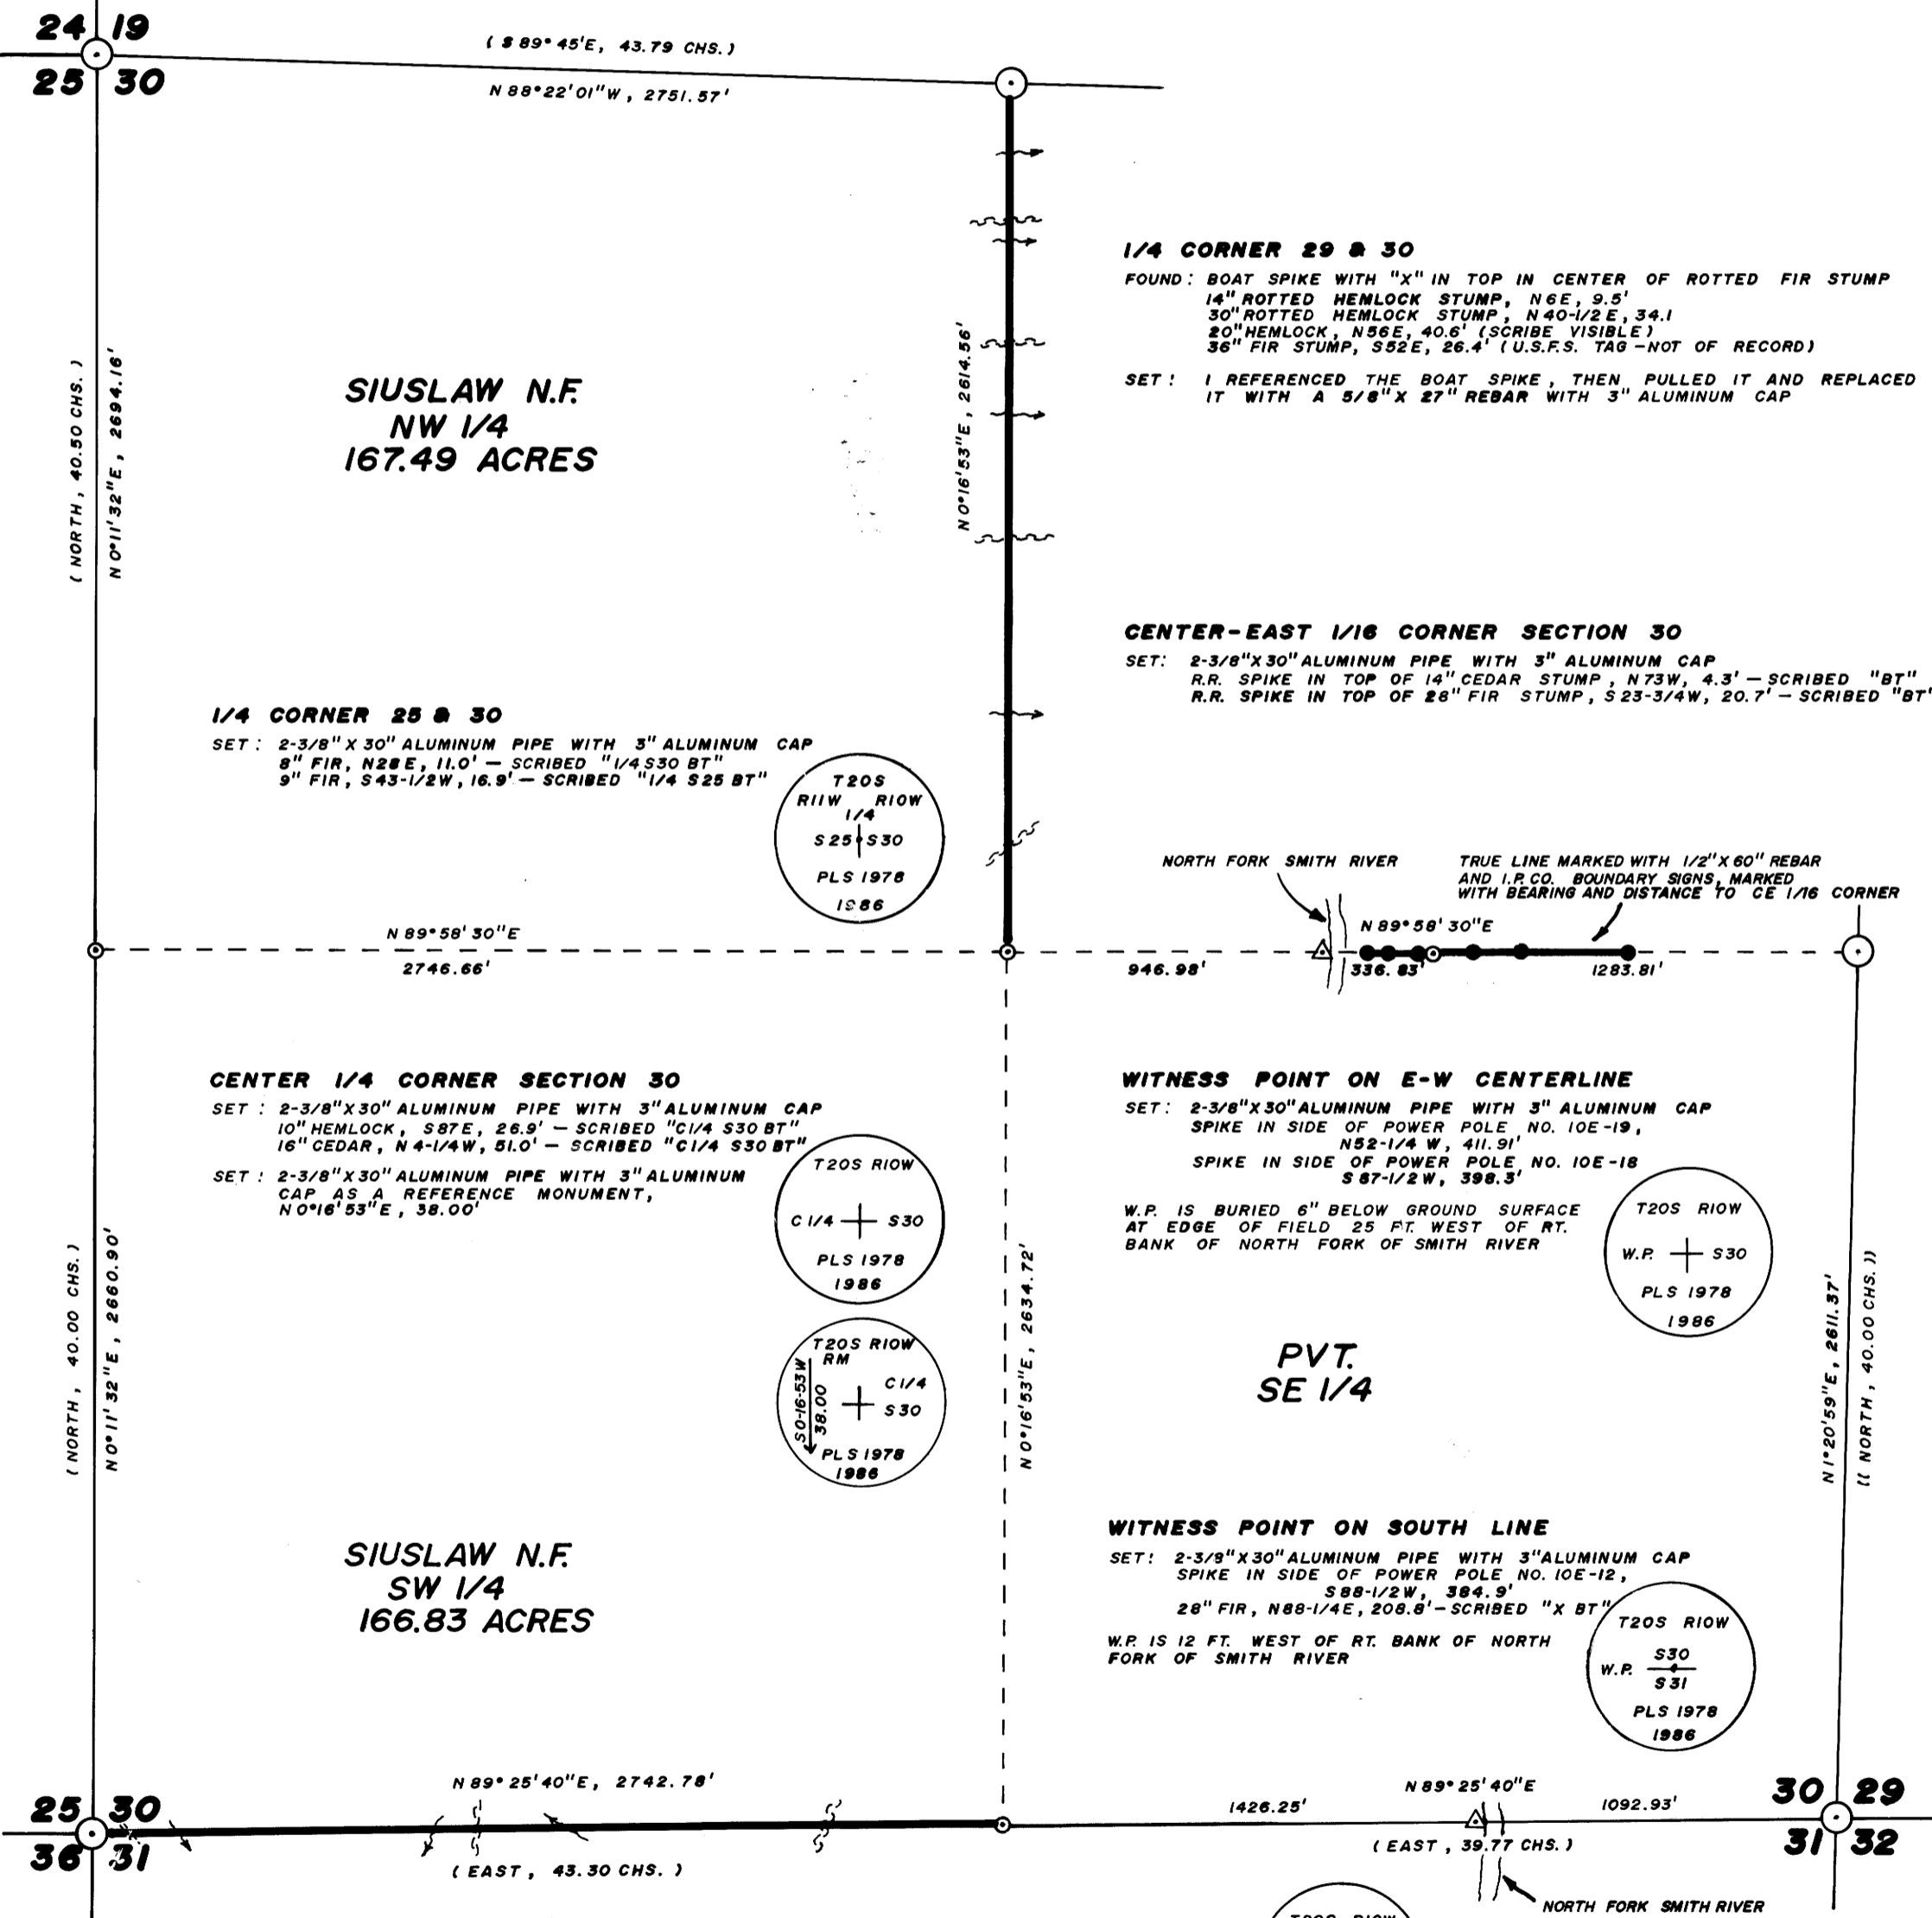 24 19
25 30
( S 89° 45'E, 43.79 CHS. )
N 88°22'01"W, 2751.57'
( NORTH, 40.50 CHS. )
N 0°11'32"E, 2694.16'
SIUSLAW N.F.
NW 1/4
167.49 ACRES
N 0°16'53"E, 2614.56'
1/4 CORNER 29 & 30
FOUND: BOAT SPIKE WITH "X" IN TOP IN CENTER OF ROTTED FIR STUMP
14" ROTTED HEMLOCK STUMP, N6E, 9.5'
30" ROTTED HEMLOCK STUMP, N40-1/2E, 34.1
20" HEMLOCK, N56E, 40.6' (SCRIBE VISIBLE)
36" FIR STUMP, S52E, 26.4' (U.S.F.S. TAG-NOT OF RECORD)
SET: I REFERENCED THE BOAT SPIKE, THEN PULLED IT AND REPLACED
IT WITH A 5/8" X 27" REBAR WITH 3" ALUMINUM CAP
CENTER-EAST 1/16 CORNER SECTION 30
SET: 2-3/8"X30" ALUMINUM PIPE WITH 3" ALUMINUM CAP
R.R. SPIKE IN TOP OF 14" CEDAR STUMP, N73W, 4.3' — SCRIBED "BT"
R.R. SPIKE IN TOP OF 28" FIR STUMP, S23-3/4W, 20.7' — SCRIBED "BT"
1/4 CORNER 25 & 30
SET: 2-3/8" X 30" ALUMINUM PIPE WITH 3" ALUMINUM CAP
8" FIR, N28E, 11.0' — SCRIBED "1/4 S30 BT"
9" FIR, S43-1/2W, 16.9' — SCRIBED "1/4 S25 BT"
T20S
R11W R10W
1/4
S25 S30
PLS 1978
1986
NORTH FORK SMITH RIVER
TRUE LINE MARKED WITH 1/2"X 60" REBAR
AND I.P. CO. BOUNDARY SIGNS, MARKED
WITH BEARING AND DISTANCE TO CE 1/16 CORNER
N 89°58'30"E
2746.66'
N 89°58'30"E
946.98'
336.83'
1283.81'
CENTER 1/4 CORNER SECTION 30
SET: 2-3/8"X30" ALUMINUM PIPE WITH 3" ALUMINUM CAP
10" HEMLOCK, S87E, 26.9' — SCRIBED "C1/4 S30 BT"
16" CEDAR, N4-1/4W, 51.0' — SCRIBED "C1/4 S30 BT"
SET: 2-3/8"X30" ALUMINUM PIPE WITH 3" ALUMINUM
CAP AS A REFERENCE MONUMENT,
N0°16'53"E, 38.00'
T20S R10W
C 1/4 S30
PLS 1978
1986
T20S R10W
RM
S0-16-53W
38.00
C 1/4
S30
PLS 1978
1986
WITNESS POINT ON E-W CENTERLINE
SET: 2-3/8"X30" ALUMINUM PIPE WITH 3" ALUMINUM CAP
SPIKE IN SIDE OF POWER POLE NO. 10E-19,
N52-1/4 W, 411.91'
SPIKE IN SIDE OF POWER POLE NO. 10E-18
S 87-1/2W, 398.3'
W.P. IS BURIED 6" BELOW GROUND SURFACE
AT EDGE OF FIELD 25 FT. WEST OF RT.
BANK OF NORTH FORK OF SMITH RIVER
T20S R10W
W.P. S30
PLS 1978
1986
( NORTH, 40.00 CHS. )
N 0°11'32"E, 2660.90'
N 0°16'53"E, 2634.72'
PVT.
SE 1/4
N 1°20'59"E, 2611.37'
(( NORTH, 40.00 CHS. ))
SIUSLAW N.F.
SW 1/4
166.83 ACRES
WITNESS POINT ON SOUTH LINE
SET: 2-3/8"X30" ALUMINUM PIPE WITH 3" ALUMINUM CAP
SPIKE IN SIDE OF POWER POLE NO. 10E-12,
S88-1/2W, 384.9'
28" FIR, N88-1/4E, 208.8' — SCRIBED "X BT"
W.P. IS 12 FT. WEST OF RT. BANK OF NORTH
FORK OF SMITH RIVER
T20S R10W
W.P. S30
S31
PLS 1978
1986
N 89°25'40"E, 2742.78'
( EAST, 43.30 CHS. )
25 30
36 31
N 89°25'40"E
1426.25'
1092.93'
( EAST, 39.77 CHS. )
30 29
31 32
NORTH FORK SMITH RIVER
T20S R10W